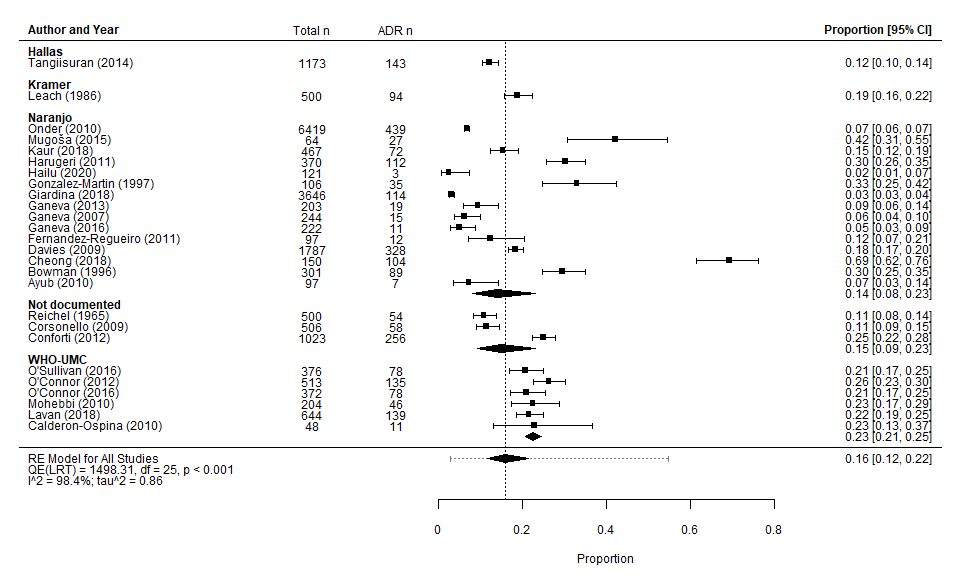 Author and Year Total n ADR n Proportion [95% CI]
Hallas
Tangiisuran (2014) 1173 143 0.12 [0.10, 0.14]
Kramer
Leach (1986) 500 94 0.19 [0.16, 0.22]
Naranjo
Onder (2010) 6419 439 0.07 [0.06, 0.07]
Mugoša (2015) 64 27 0.42 [0.31, 0.55]
Kaur (2018) 467 72 0.15 [0.12, 0.19]
Harugeri (2011) 370 112 0.30 [0.26, 0.35]
Hailu (2020) 121 3 0.02 [0.01, 0.07]
Gonzalez-Martin (1997) 106 35 0.33 [0.25, 0.42]
Giardina (2018) 3646 114 0.03 [0.03, 0.04]
Ganeva (2013) 203 19 0.09 [0.06, 0.14]
Ganeva (2007) 244 15 0.06 [0.04, 0.10]
Ganeva (2016) 222 11 0.05 [0.03, 0.09]
Fernandez-Regueiro (2011) 97 12 0.12 [0.07, 0.21]
Davies (2009) 1787 328 0.18 [0.17, 0.20]
Cheong (2018) 150 104 0.69 [0.62, 0.76]
Bowman (1996) 301 89 0.30 [0.25, 0.35]
Ayub (2010) 97 7 0.07 [0.03, 0.14]
0.14 [0.08, 0.23]
Not documented
Reichel (1965) 500 54 0.11 [0.08, 0.14]
Corsonello (2009) 506 58 0.11 [0.09, 0.15]
Conforti (2012) 1023 256 0.25 [0.22, 0.28]
0.15 [0.09, 0.23]
WHO-UMC
O'Sullivan (2016) 376 78 0.21 [0.17, 0.25]
O'Connor (2012) 513 135 0.26 [0.23, 0.30]
O'Connor (2016) 372 78 0.21 [0.17, 0.25]
Mohebbi (2010) 204 46 0.23 [0.17, 0.29]
Lavan (2018) 644 139 0.22 [0.19, 0.25]
Calderon-Ospina (2010) 48 11 0.23 [0.13, 0.37]
0.23 [0.21, 0.25]
RE Model for All Studies 0.16 [0.12, 0.22]
QE(LRT) = 1498.31, df = 25, p < 0.001
I^2 = 98.4%; tau^2 = 0.86
0 0.2 0.4 0.6 0.8
Proportion